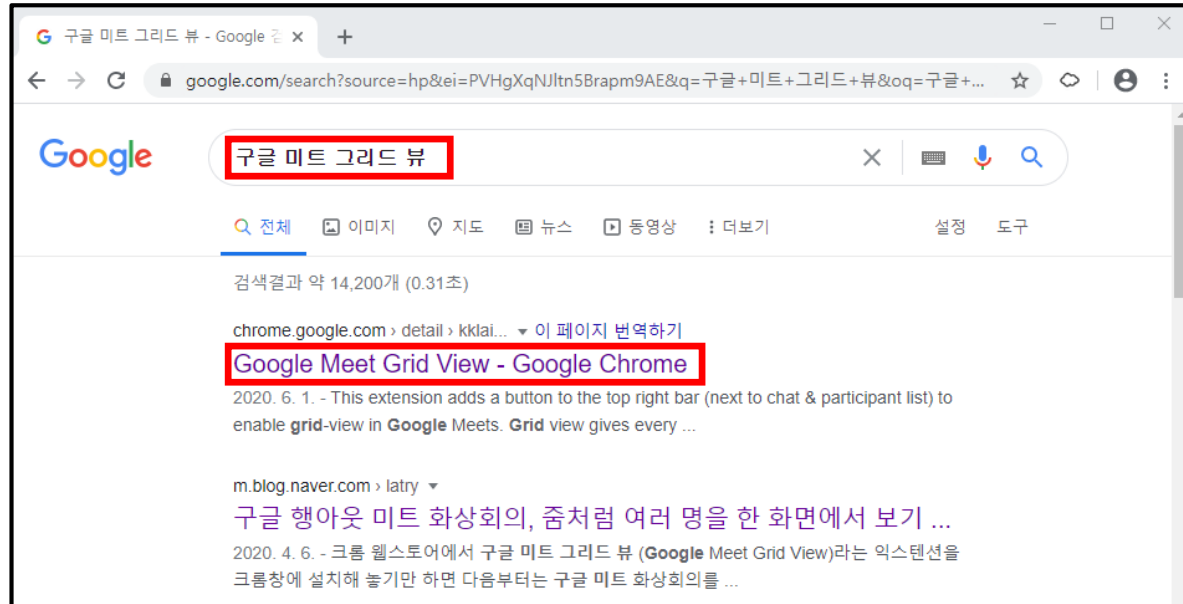 구글 미트 그리드 뷰 - Google 검
google.com/search?source=hp&ei=PVHgXqNJltn5Brapm9AE&q=구글+미트+그리드+뷰&oq=구글+...
Google
구글 미트 그리드 뷰
전체 이미지 지도 뉴스 동영상 더보기 설정 도구
검색결과 약 14,200개 (0.31초)
chrome.google.com › detail › kklai... ▼ 이 페이지 번역하기
Google Meet Grid View - Google Chrome
2020. 6. 1. - This extension adds a button to the top right bar (next to chat & participant list) to
enable grid-view in Google Meets. Grid view gives every ...
m.blog.naver.com › latry ▼
구글 행아웃 미트 화상회의, 줌처럼 여러 명을 한 화면에서 보기 ...
2020. 4. 6. - 크롬 웹스토어에서 구글 미트 그리드 뷰 (Google Meet Grid View)라는 익스텐션을
크롬창에 설치해 놓기만 하면 다음부터는 구글 미트 화상회의를 ...